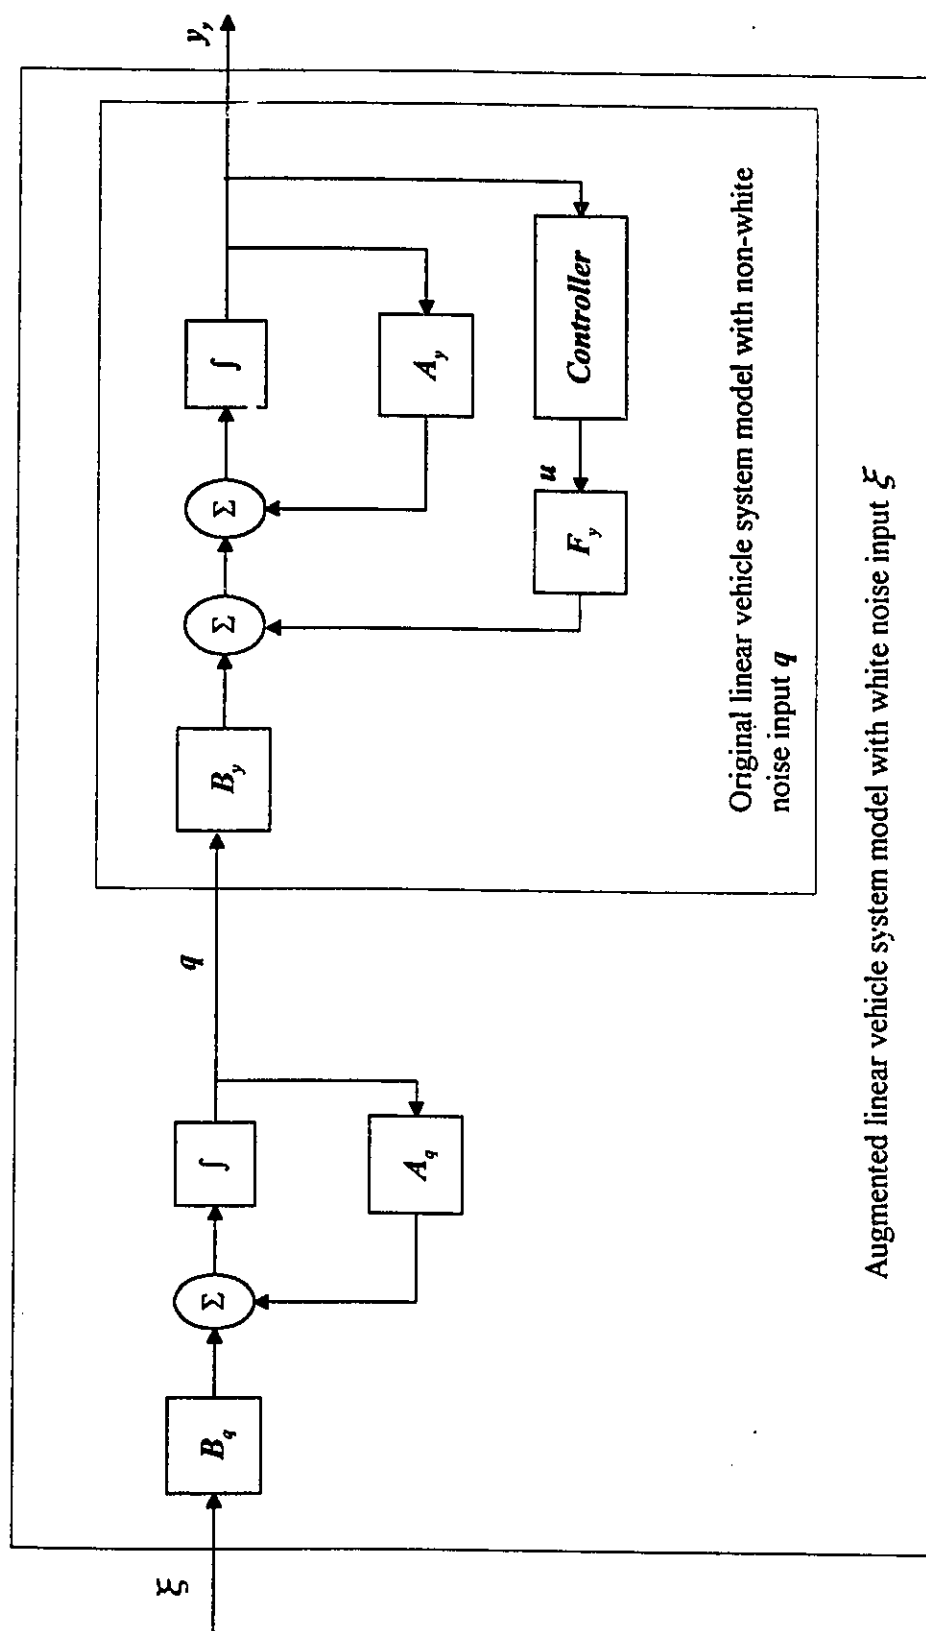 ξ
B_q
Σ
∫
A_q
q
B_y
Σ
Σ
∫
A_y
F_y
u
Controller
y_y
Original linear vehicle system model with non-white
noise input q
Augmented linear vehicle system model with white noise input ξ